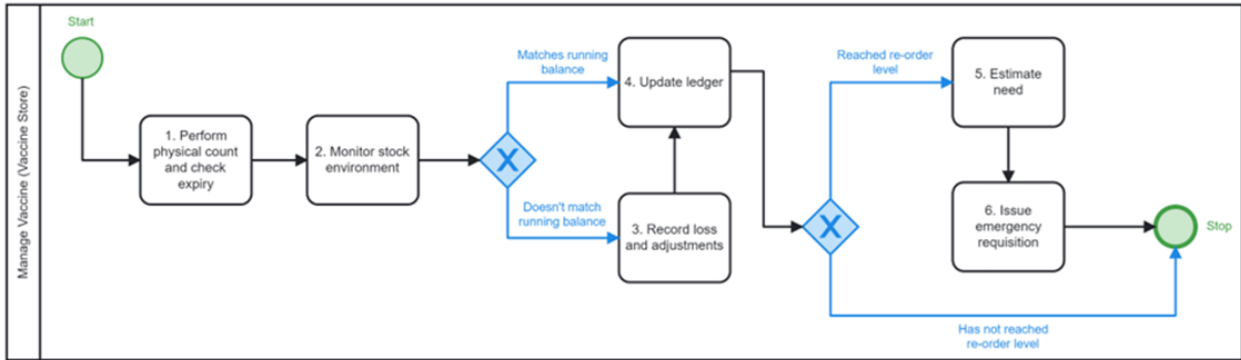 Manage Vaccine (Vaccine Store)
Start
1. Perform
physical count
and check
expiry
2. Monitor stock
environment
X
Matches running
balance
Doesn't match
running balance
4. Update ledger
3. Record loss
and adjustments
X
Reached re-order
level
5. Estimate
need
6. Issue
emergency
requisition
Stop
Has not reached
re-order level